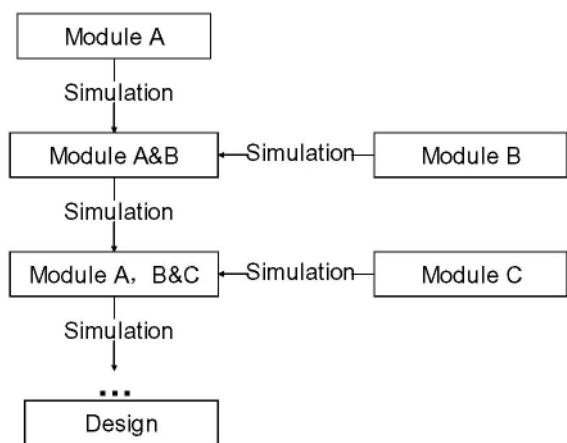 Module A
Simulation
Module A&B
Simulation
Module B
Simulation
Module A，B&C
Simulation
Module C
Simulation
...
Design